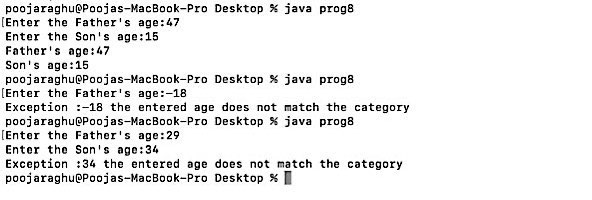 poojaraghu@Poojas-MacBook-Pro Desktop % java prog8
[Enter the Father's age:47
Enter the Son's age:15
Father's age:47
Son's age:15
poojaraghu@Poojas-MacBook-Pro Desktop % java prog8
[Enter the Father's age:-18
Exception :-18 the entered age does not match the category
poojaraghu@Poojas-MacBook-Pro Desktop % java prog8
[Enter the Father's age:29
Enter the Son's age:34
Exception :34 the entered age does not match the category
poojaraghu@Poojas-MacBook-Pro Desktop %